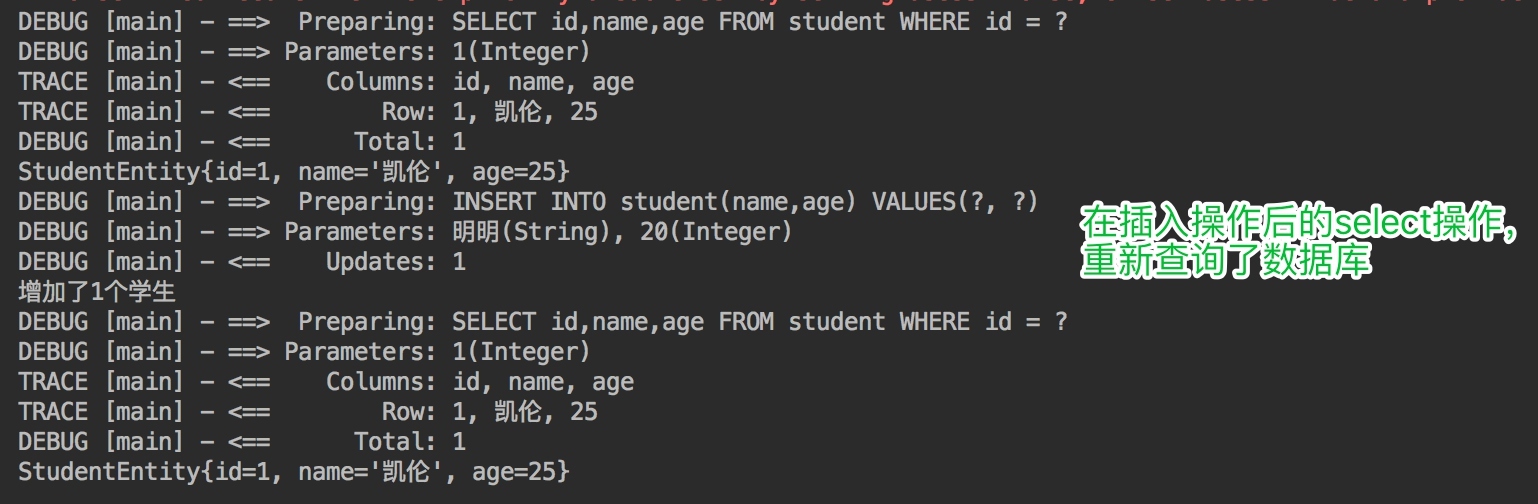 DEBUG [main] - ==>  Preparing: SELECT id,name,age FROM student WHERE id = ?
DEBUG [main] - ==> Parameters: 1(Integer)
TRACE [main] - <==    Columns: id, name, age
TRACE [main] - <==        Row: 1, 凯伦, 25
DEBUG [main] - <==      Total: 1
StudentEntity{id=1, name='凯伦', age=25}
DEBUG [main] - ==>  Preparing: INSERT INTO student(name,age) VALUES(?, ?)
DEBUG [main] - ==> Parameters: 明明(String), 20(Integer)
DEBUG [main] - <==    Updates: 1
增加了1个学生
DEBUG [main] - ==>  Preparing: SELECT id,name,age FROM student WHERE id = ?
DEBUG [main] - ==> Parameters: 1(Integer)
TRACE [main] - <==    Columns: id, name, age
TRACE [main] - <==        Row: 1, 凯伦, 25
DEBUG [main] - <==      Total: 1
StudentEntity{id=1, name='凯伦', age=25}
在插入操作后的select操作，
重新查询了数据库